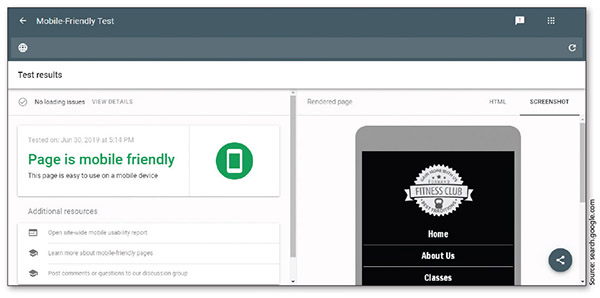 Mobile-Friendly Test
Test results
No loading issues VIEW DETAILS
Rendered page HTML SCREENSHOT
Tested on: Jun 30, 2019 at 5:14 PM
Page is mobile friendly
This page is easy to use on a mobile device
Additional resources
Open site-wide mobile usability report
Learn more about mobile-friendly pages
Post comments or questions to our discussion group
FITNESS CLUB
Home
About Us
Classes
Source: search.google.com